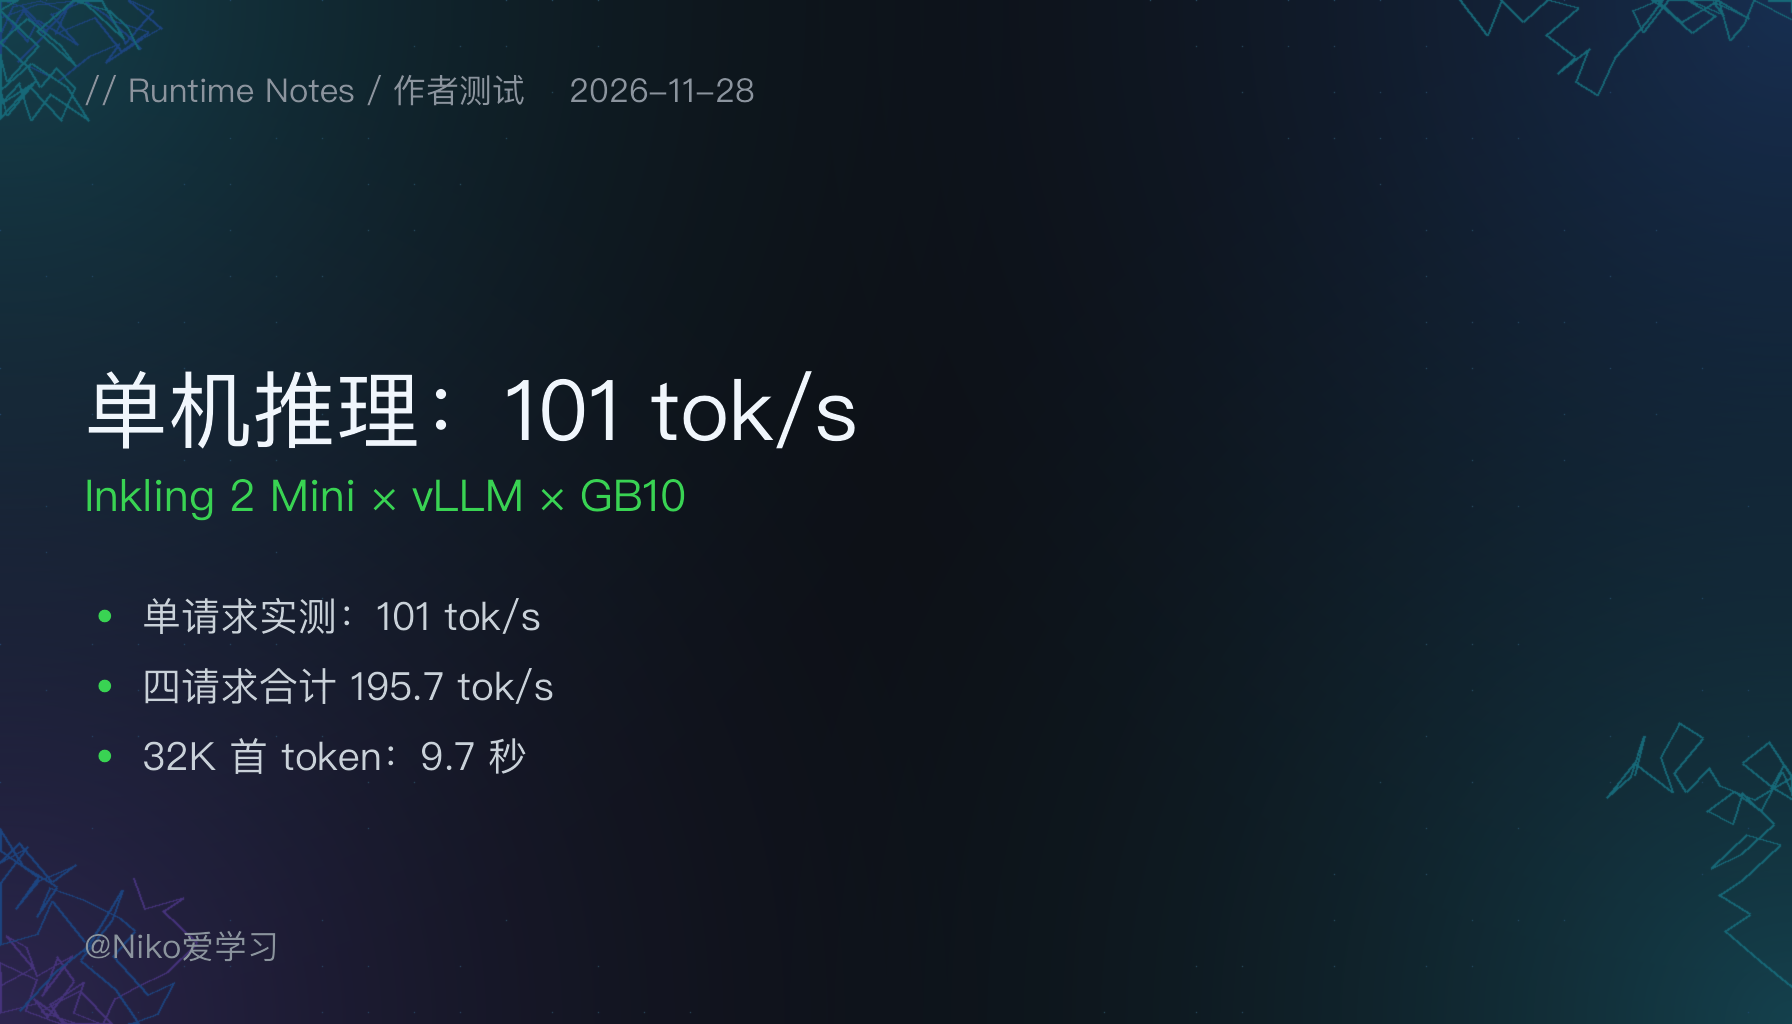 // Runtime Notes / 作者测试 2026-11-28
单机推理：101 tok/s
Inkling 2 Mini × vLLM × GB10
• 单请求实测：101 tok/s
• 四请求合计 195.7 tok/s
• 32K 首 token：9.7 秒
@Niko爱学习